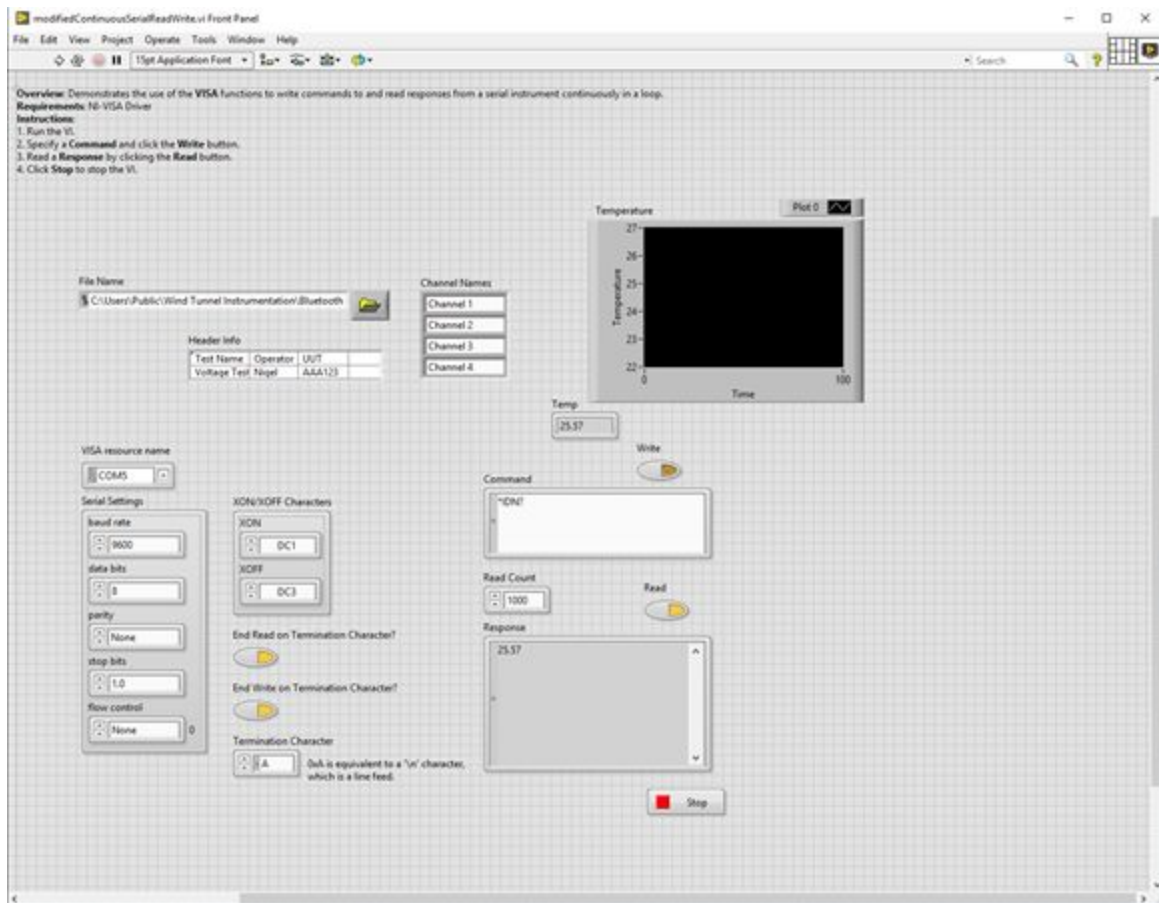 modifiedContinuousSerialReadWrite.vi Front Panel
File Edit View Project Operate Tools Window Help
15pt Application Font
Search
Overview: Demonstrates the use of the VISA functions to write commands to and read responses from a serial instrument continuously in a loop.
Requirements: NI-VISA Driver
Instructions:
1. Run the VI.
2. Specify a Command and click the Write button.
3. Read a Response by clicking the Read button.
4. Click Stop to stop the VI.
Temperature
Plot 0
27
26
25
24
23
22
Temperature
0
100
Time
File Name
C:\Users\Public\Wind Tunnel Instrumentation\Bluetooth
Channel Names
Channel 1
Channel 2
Channel 3
Channel 4
Header Info
Test Name Operator UUT
Voltage Test Nigel AAA123
Temp
25.57
VISA resource name
COM5
Write
Command
*IDN?
Serial Settings
baud rate
9600
data bits
8
parity
None
stop bits
1.0
flow control
None
0
XON/XOFF Characters
XON
DC1
XOFF
DC3
End Read on Termination Character?
End Write on Termination Character?
Termination Character
A
0xA is equivalent to a '\n' character,
which is a line feed.
Read Count
1000
Read
Response
25.57
Stop